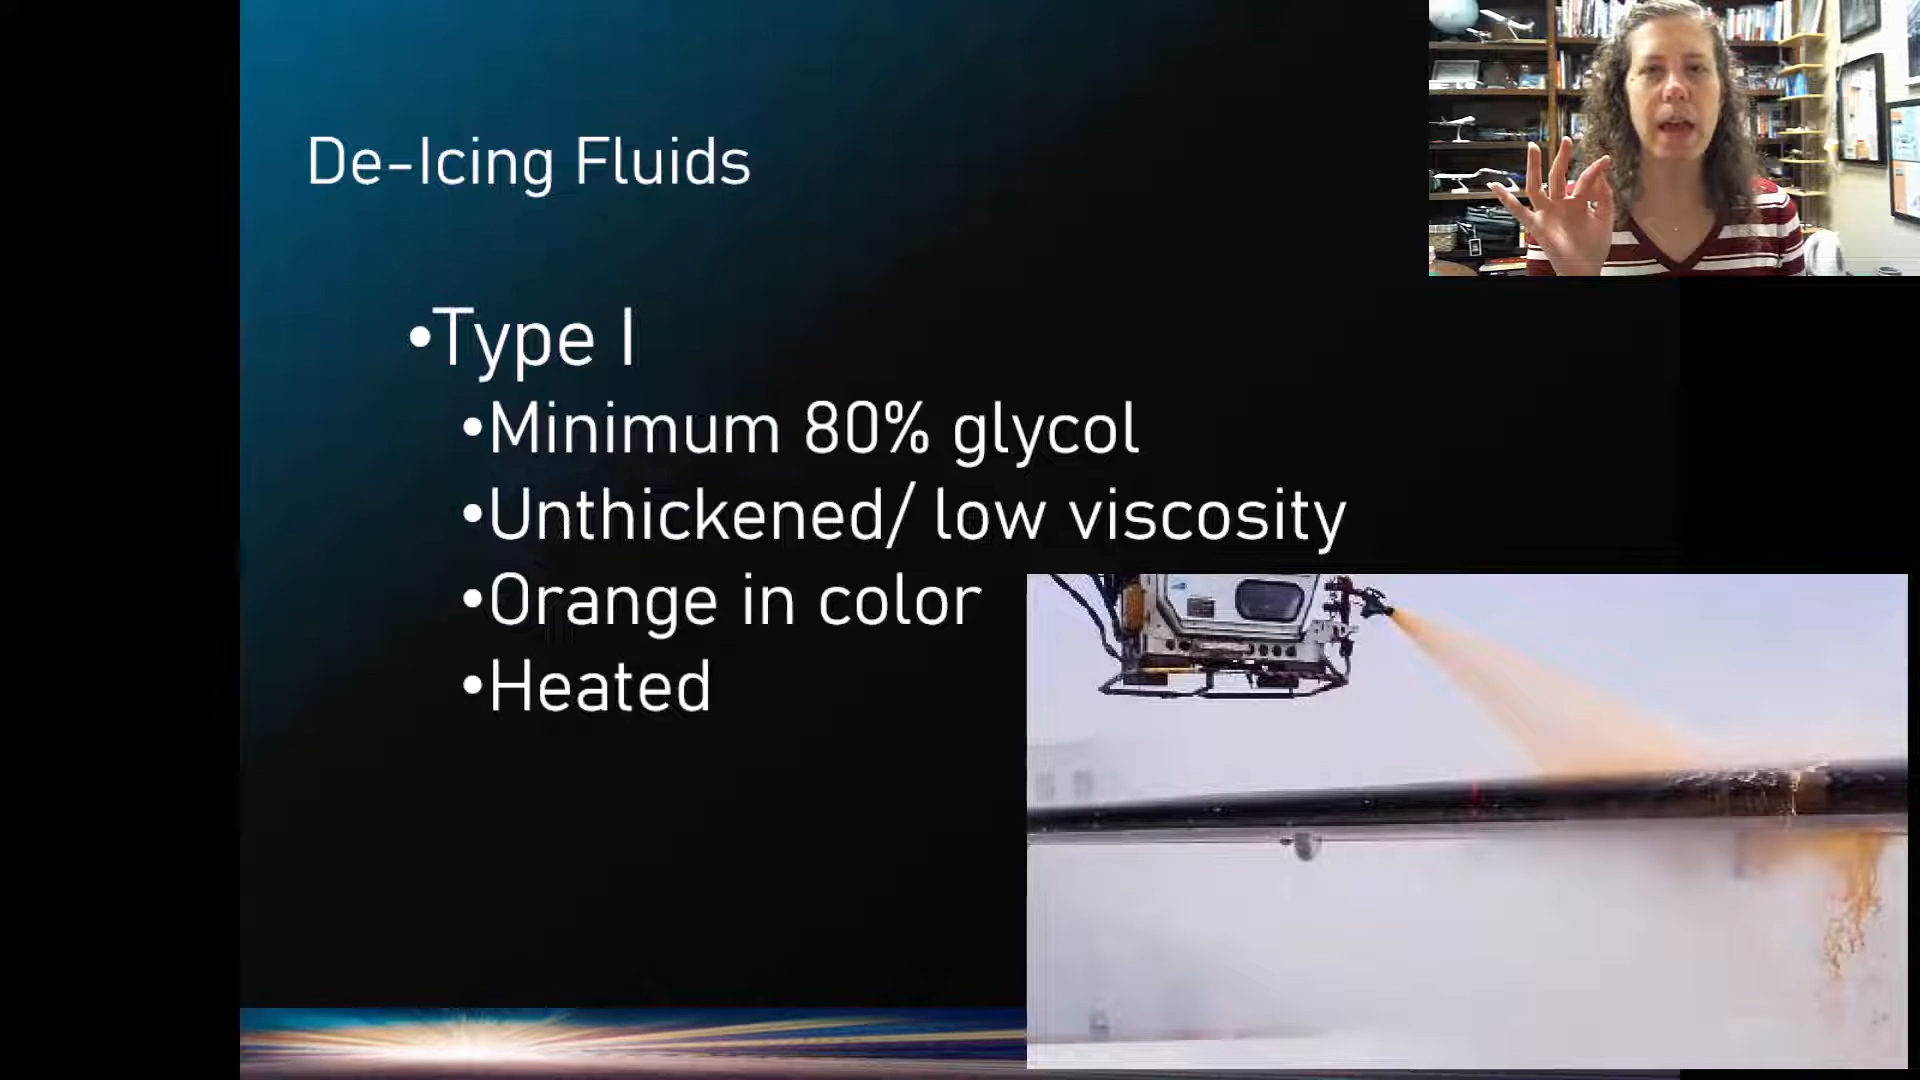 De-Icing Fluids
•Type I
•Minimum 80% glycol
•Unthickened/ low viscosity
•Orange in color
•Heated